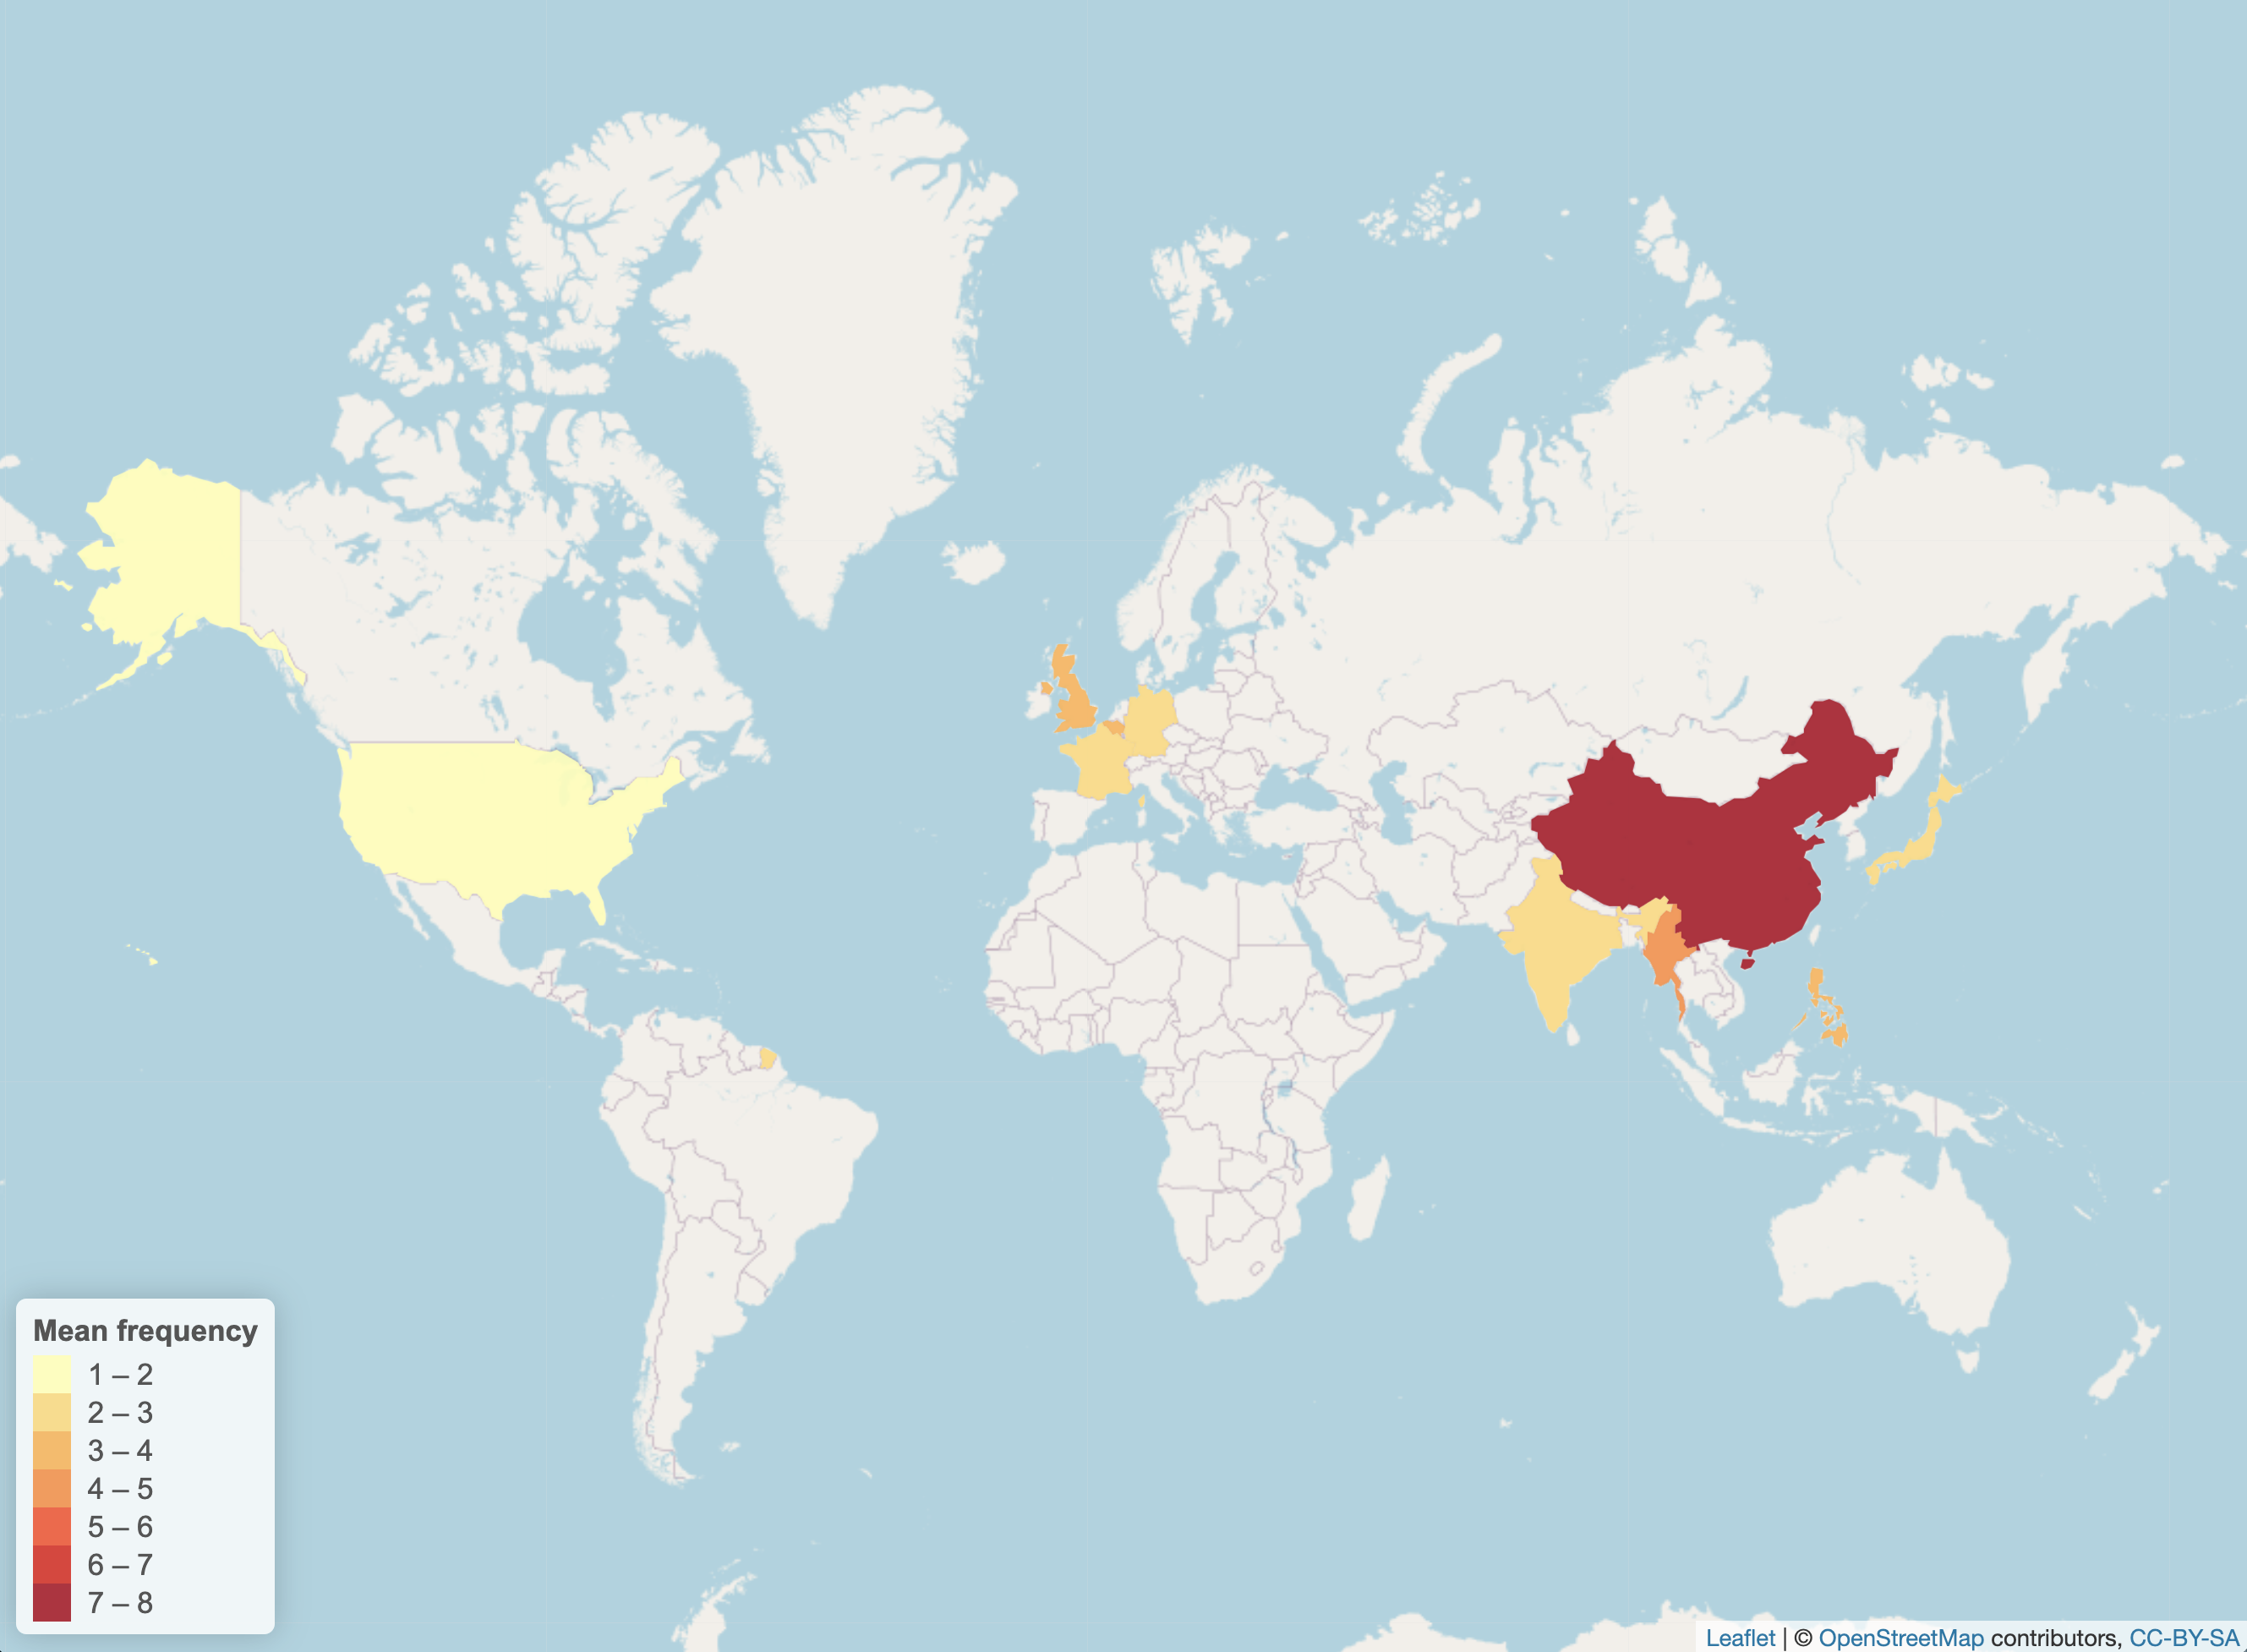 Mean frequency
1 – 2
2 – 3
3 – 4
4 – 5
5 – 6
6 – 7
7 – 8
Leaflet | © OpenStreetMap contributors, CC-BY-SA